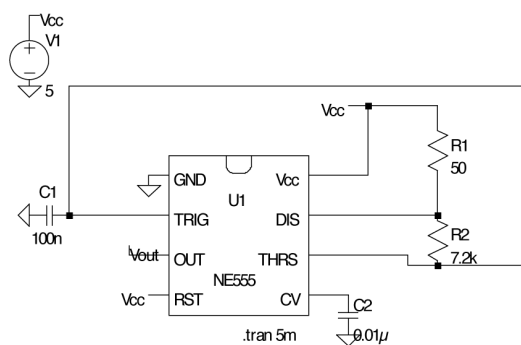 Vcc
V1
5
Vcc
R1
50
GND
Vcc
U1
C1
TRIG
DIS
100n
R2
7.2k
Vout
OUT
THRS
NE555
Vcc
RST
CV
C2
0.01µ
.tran 5m